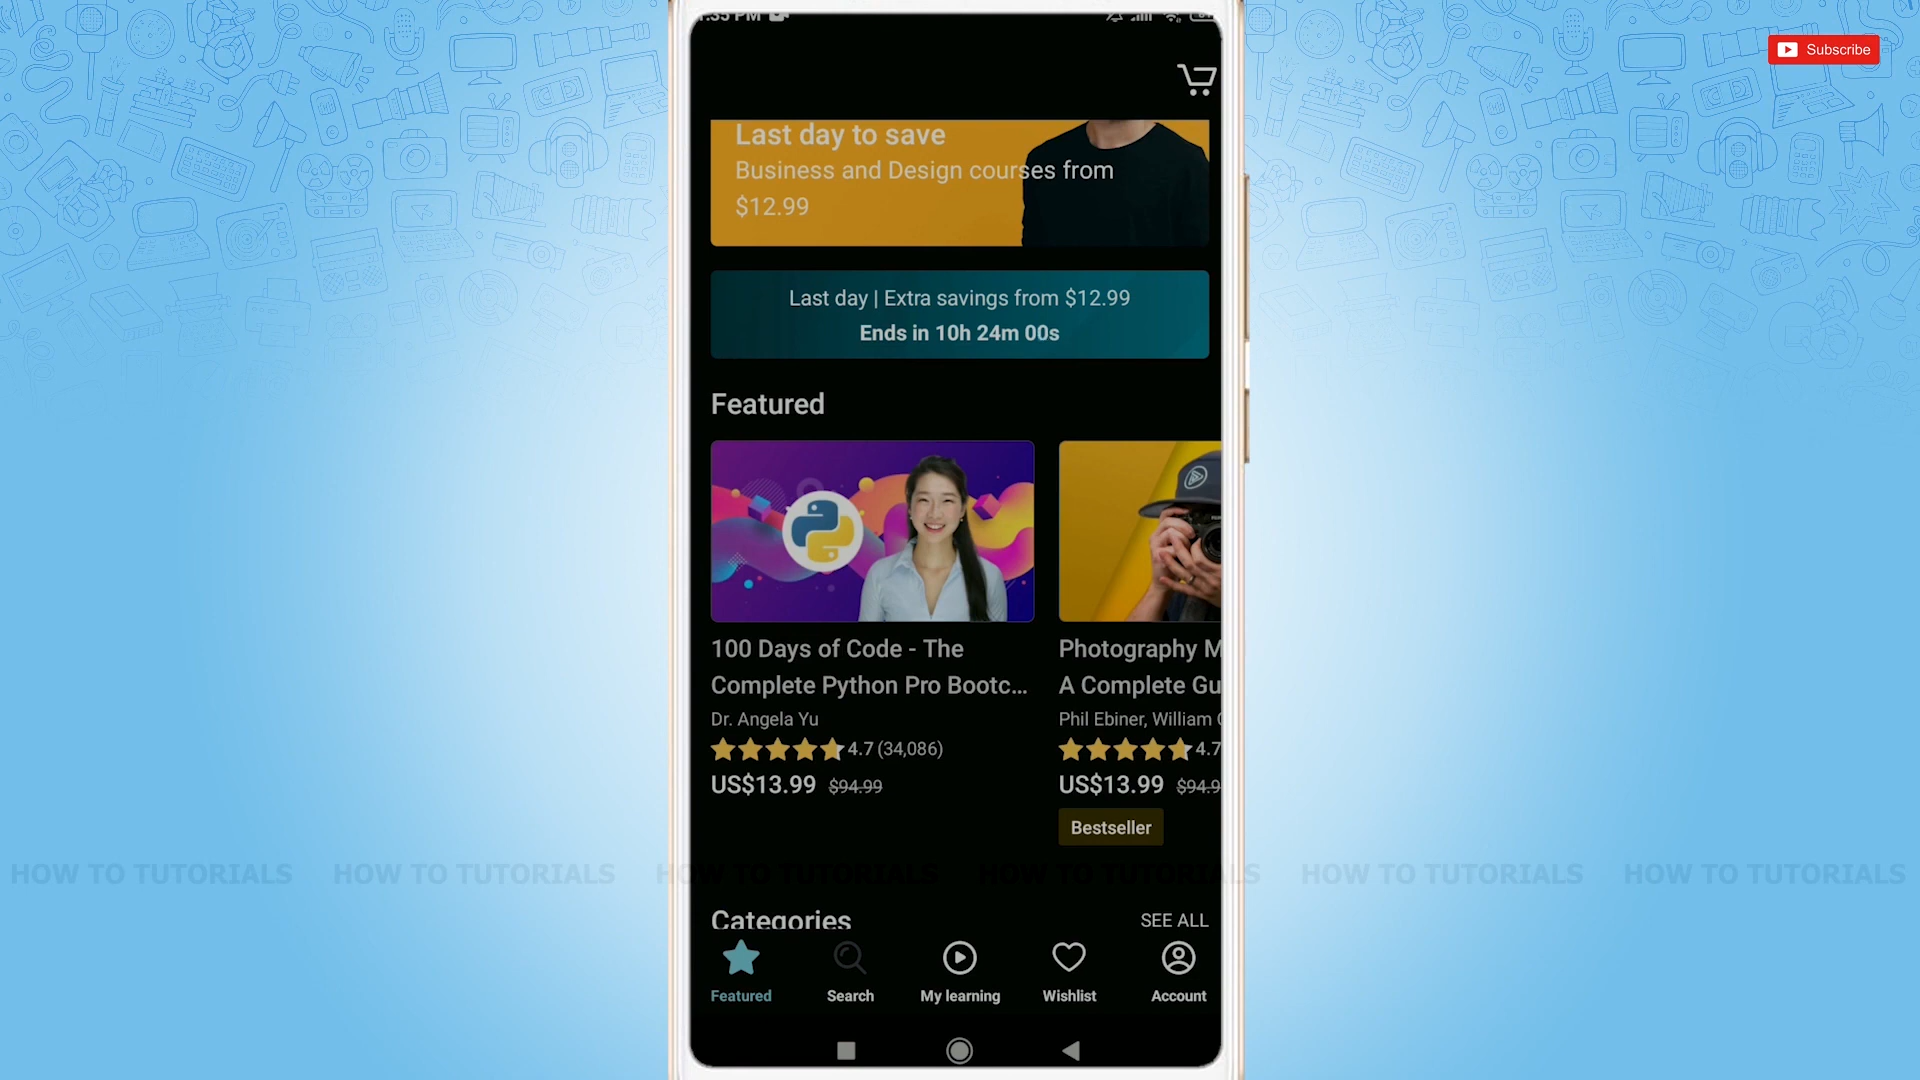 Subscribe
Last day to save
Business and Design courses from
$12.99
Last day | Extra savings from $12.99
Ends in 10h 24m 00s
Featured
100 Days of Code - The
Complete Python Pro Bootc...
Dr. Angela Yu
4.7 (34,086)
US$13.99 $94.99
Photography M
A Complete Gu
Phil Ebiner, William
4.7
US$13.99 $94.9
Bestseller
HOW TO TUTORIALS HOW TO TUTORIALS HOW TO TUTORIALS HOW TO TUTORIALS HOW TO TUTORIALS HOW TO TUTORIALS
Categories
SEE ALL
Featured
Search
My learning
Wishlist
Account